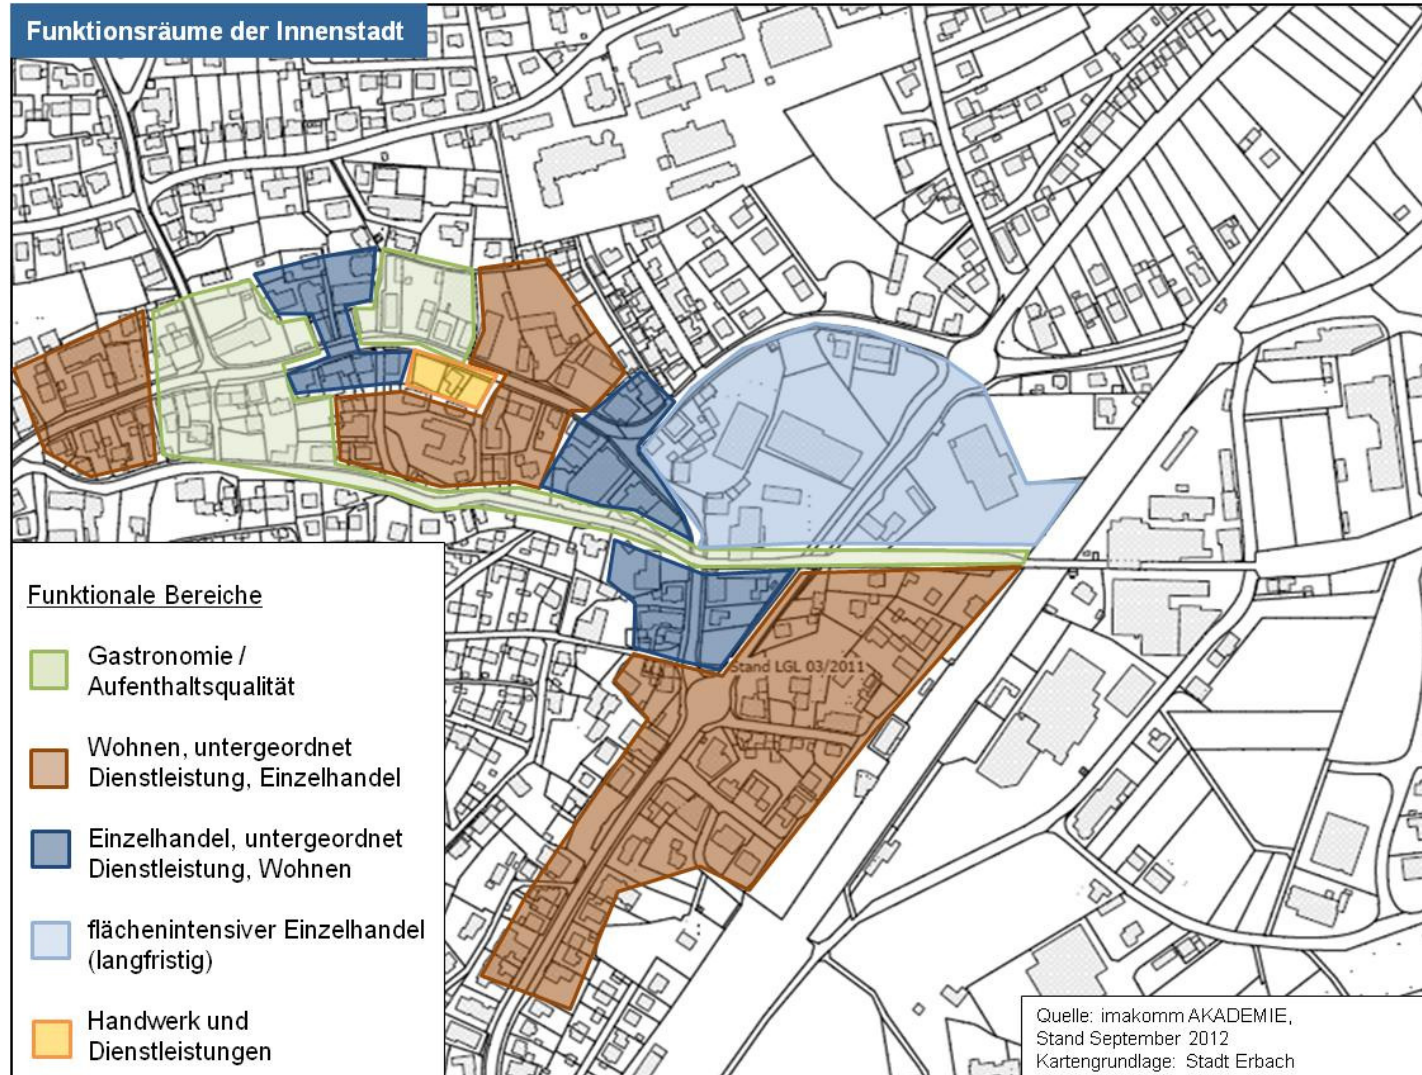 Funktionsräume der Innenstadt
Stand LGL 03/2011
Funktionale Bereiche
Gastronomie /
Aufenthaltsqualität
Wohnen, untergeordnet
Dienstleistung, Einzelhandel
Einzelhandel, untergeordnet
Dienstleistung, Wohnen
flächenintensiver Einzelhandel
(langfristig)
Handwerk und
Dienstleistungen
Quelle: imakomm AKADEMIE,
Stand September 2012
Kartengrundlage: Stadt Erbach